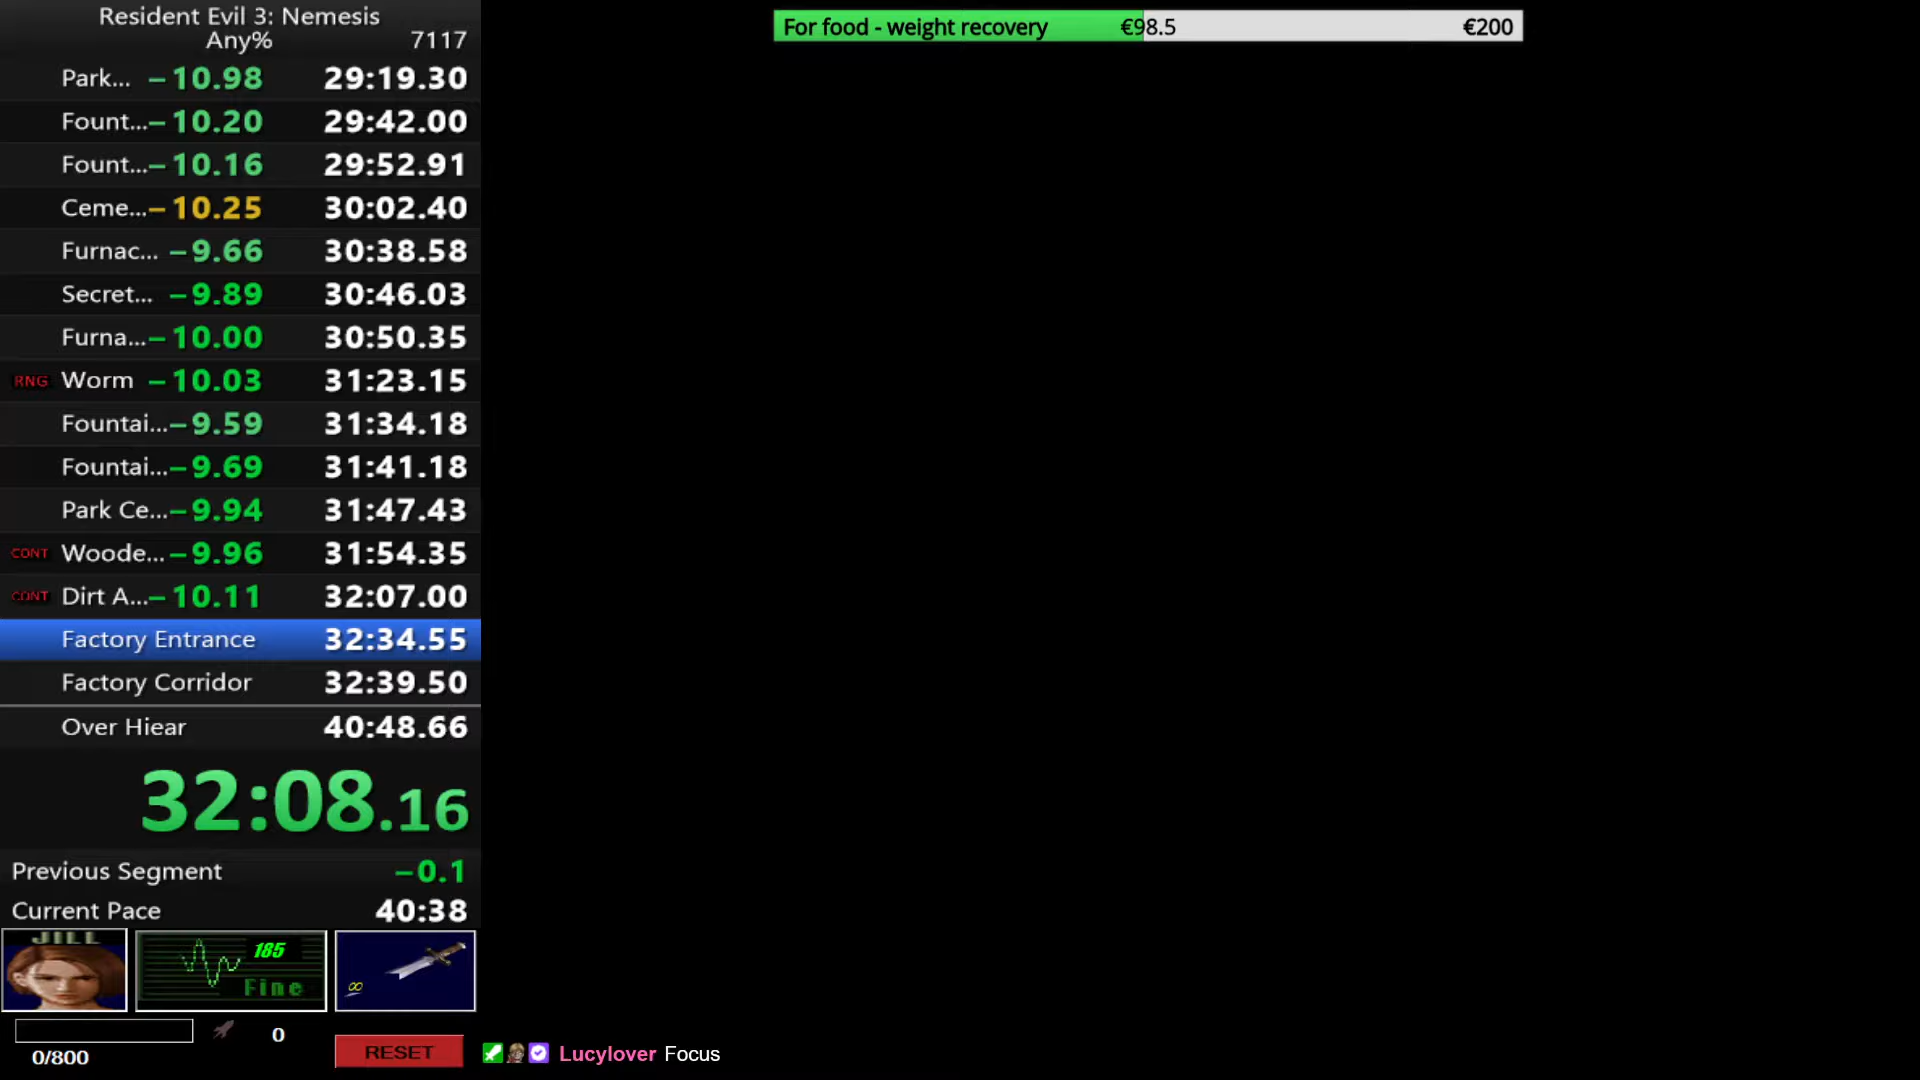 Resident Evil 3: Nemesis
Any% 7117
Park... −10.98 29:19.30
Fount...−10.20 29:42.00
Fount...−10.16 29:52.91
Ceme...−10.25 30:02.40
Furnac... −9.66 30:38.58
Secret... −9.89 30:46.03
Furna...−10.00 30:50.35
RNG Worm −10.03 31:23.15
Fountai...−9.59 31:34.18
Fountai...−9.69 31:41.18
Park Ce...−9.94 31:47.43
CONT Woode...−9.96 31:54.35
CONT Dirt A...−10.11 32:07.00
Factory Entrance 32:34.55
Factory Corridor 32:39.50
Over Hiear 40:48.66
32:08.16
Previous Segment −0.1
Current Pace 40:38
JILL
185
Fine
∞
0
0/800
RESET
For food - weight recovery €98.5 €200
Lucylover Focus